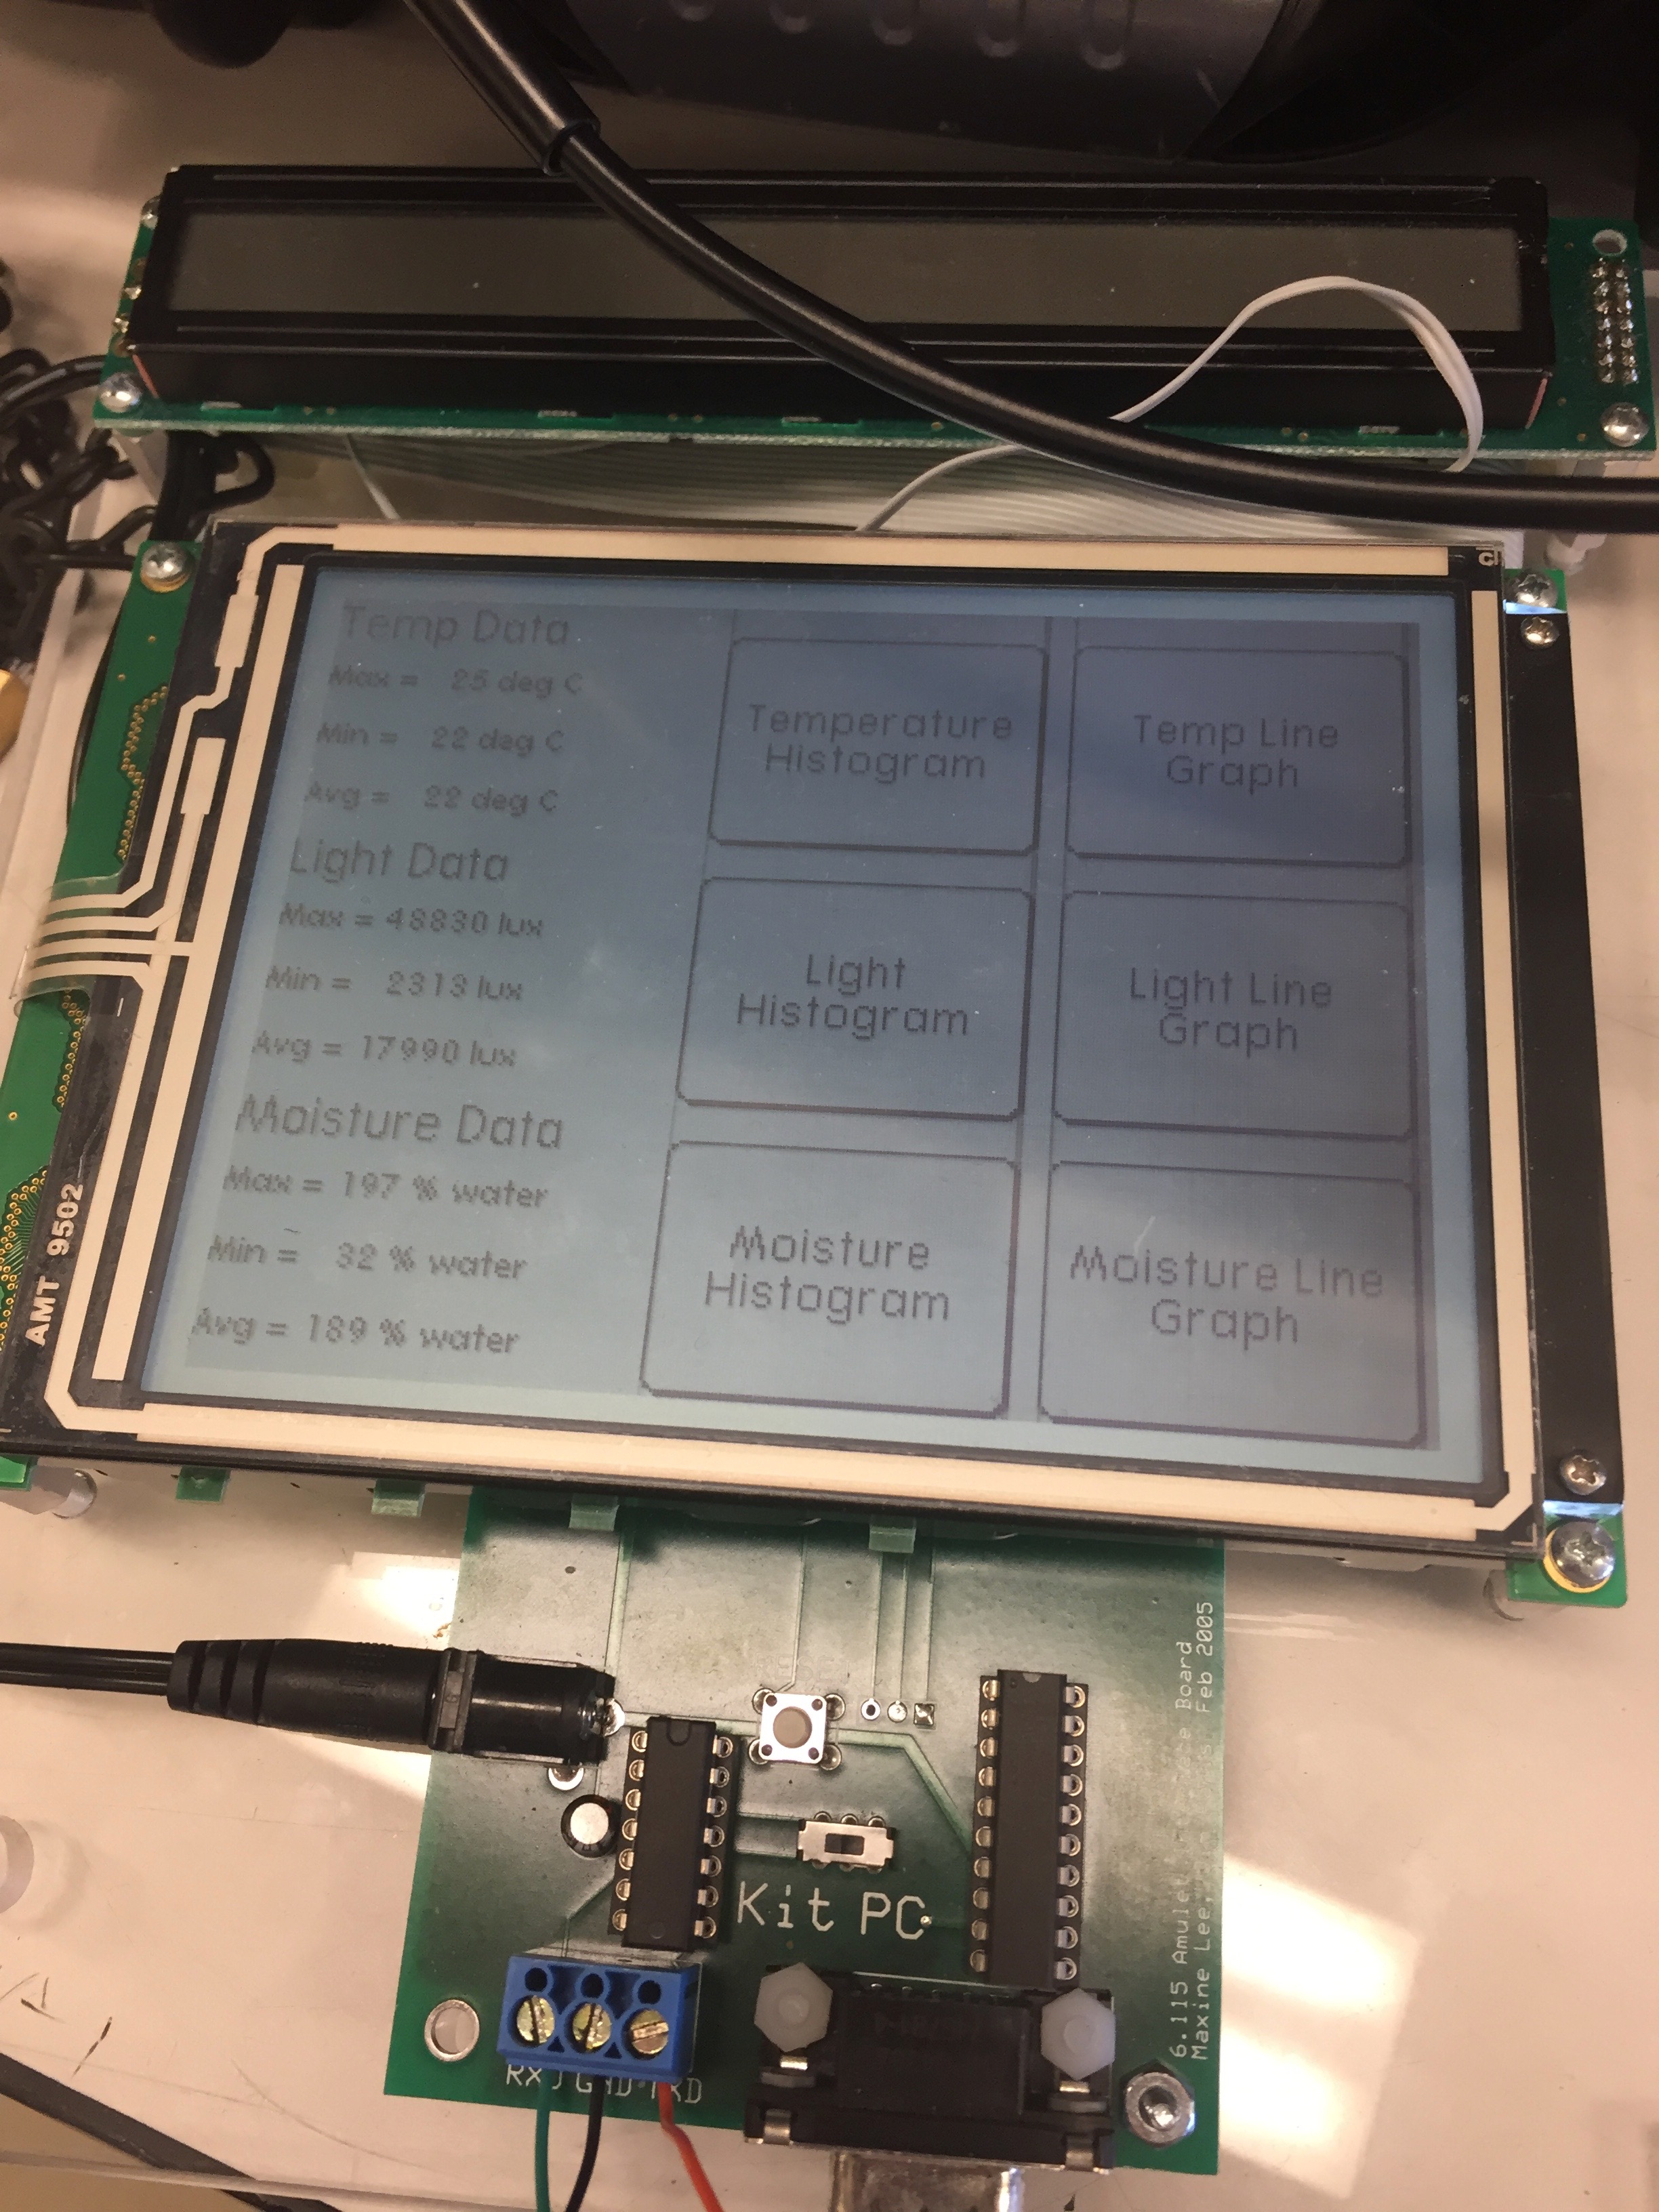 Temp Data
Max = 25 deg C
Min = 22 deg C
Avg = 22 deg C
Light Data
Max = 48830 lux
Min = 2313 lux
Avg = 17990 lux
Moisture Data
Max = 197 % water
Min = 32 % water
Avg = 189 % water
Temperature
Histogram
Temp Line
Graph
Light
Histogram
Light Line
Graph
Moisture
Histogram
Moisture Line
Graph
AMT 9502
Kit PC
GND TXD
6.115 Amulet Board
Maxine Lee, Feb 2005